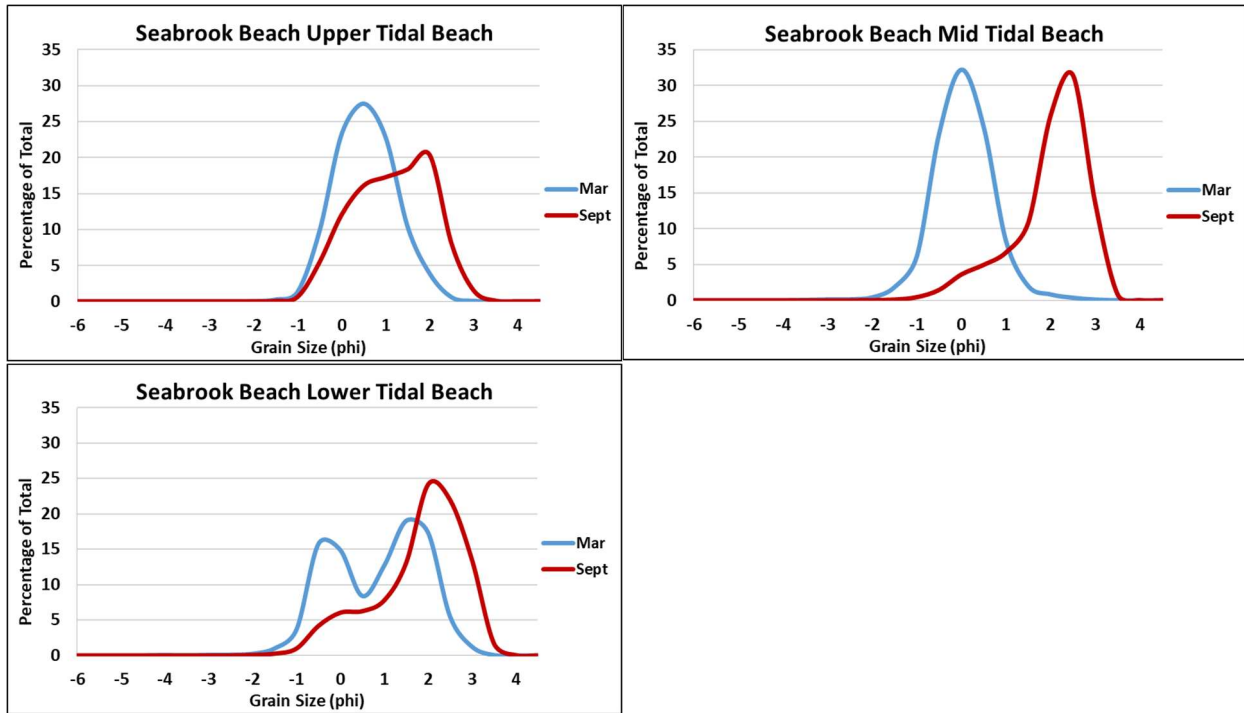 Seabrook Beach Upper Tidal Beach
35
30
25
20
15
10
5
0
Percentage of Total
-6 -5 -4 -3 -2 -1 0 1 2 3 4
Grain Size (phi)
Mar
Sept
Seabrook Beach Mid Tidal Beach
35
30
25
20
15
10
5
0
Percentage of Total
-6 -5 -4 -3 -2 -1 0 1 2 3 4
Grain Size (phi)
Mar
Sept
Seabrook Beach Lower Tidal Beach
35
30
25
20
15
10
5
0
Percentage of Total
-6 -5 -4 -3 -2 -1 0 1 2 3 4
Grain Size (phi)
Mar
Sept